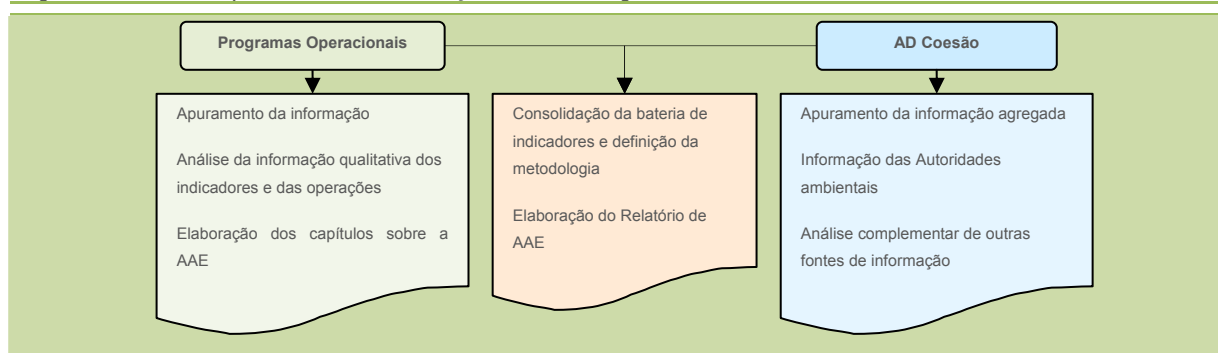 Programas Operacionais
AD Coesão
Apuramento da informação
Análise da informação qualitativa dos
indicadores e das operações
Elaboração dos capítulos sobre a
AAE
Consolidação da bateria de
indicadores e definição da
metodologia
Elaboração do Relatório de
AAE
Apuramento da informação agregada
Informação das Autoridades
ambientais
Análise complementar de outras
fontes de informação